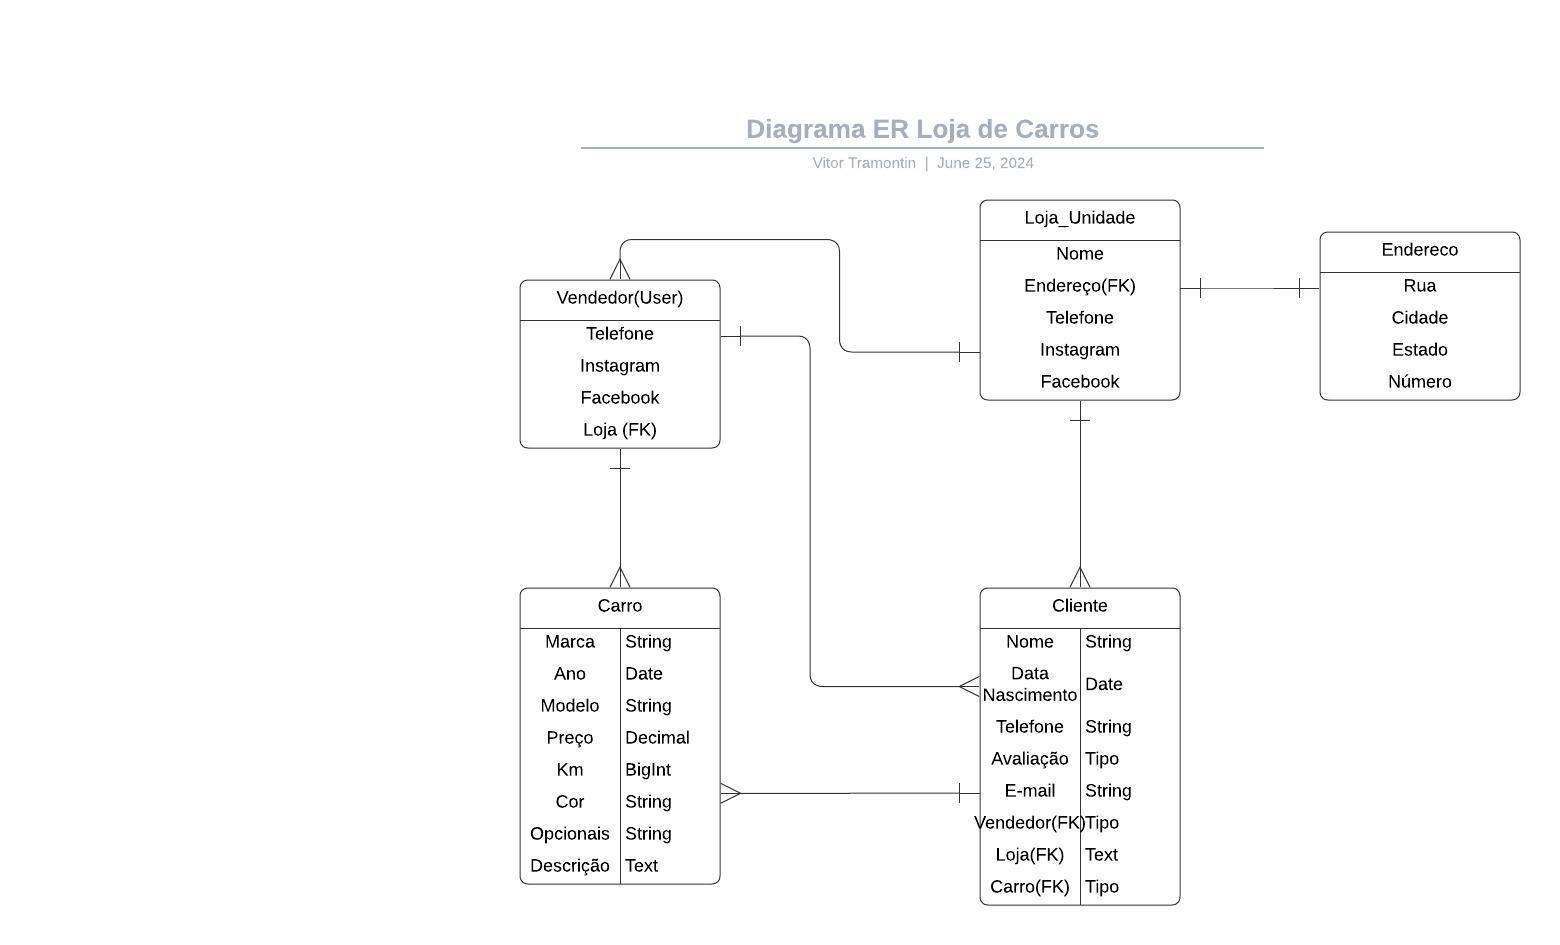 Diagrama ER Loja de Carros
Vitor Tramontin | June 25, 2024
Loja_Unidade
Nome
Endereço(FK)
Telefone
Instagram
Facebook
Endereco
Rua
Cidade
Estado
Número
Vendedor(User)
Telefone
Instagram
Facebook
Loja (FK)
Carro
Marca String
Ano Date
Modelo String
Preço Decimal
Km BigInt
Cor String
Opcionais String
Descrição Text
Cliente
Nome String
Data
Nascimento Date
Telefone String
Avaliação Tipo
E-mail String
Vendedor(FK) Tipo
Loja(FK) Text
Carro(FK) Tipo